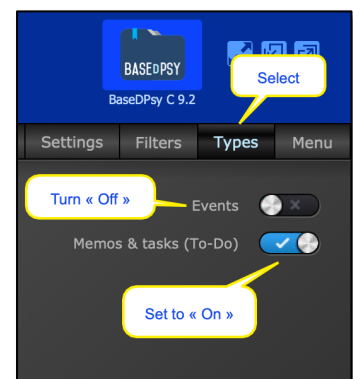 BASEDPSY
Select
BaseDPsy C 9.2
Settings Filters Types Menu
Turn « Off »
Events
Memos & tasks (To-Do)
Set to « On »